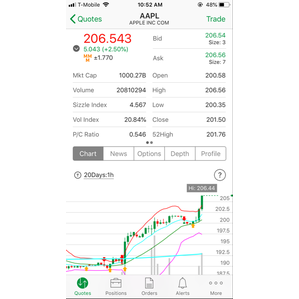 T-Mobile
48%
Quotes
AAPL
APPLE INC COM
Trade
206.543
5.043 (+2.50%)
MM ±1.770
Bid
206.54
Size: 3
Ask
206.56
Size: 7
Mkt Cap 1000.27B Open 200.58
Volume 20810294 High 206.56
Sizzle Index 4.567 Low 200.35
Vol Index 20.84% Close 201.50
P/C Ratio 0.546 52High 201.76
Chart News Options Depth Profile
20Days:1h ?
Hi: 206.44
205
202.5
200
197.5
195
192.5
190
187.5
Quotes Positions Orders Alerts More